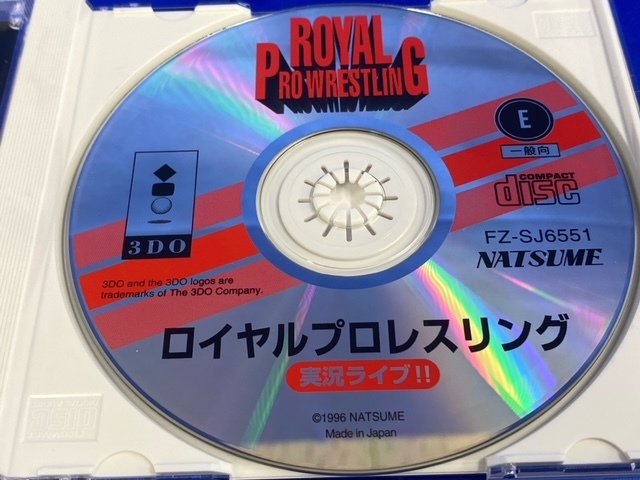 ROYAL
PRO WRESTLING
E
一般向
COMPACT
disc
3DO
FZ-SJ6551
NATSUME
3DO and the 3DO logos are
trademarks of The 3DO Company.
ロイヤルプロレスリング
実況ライブ!!
©1996 NATSUME
Made in Japan